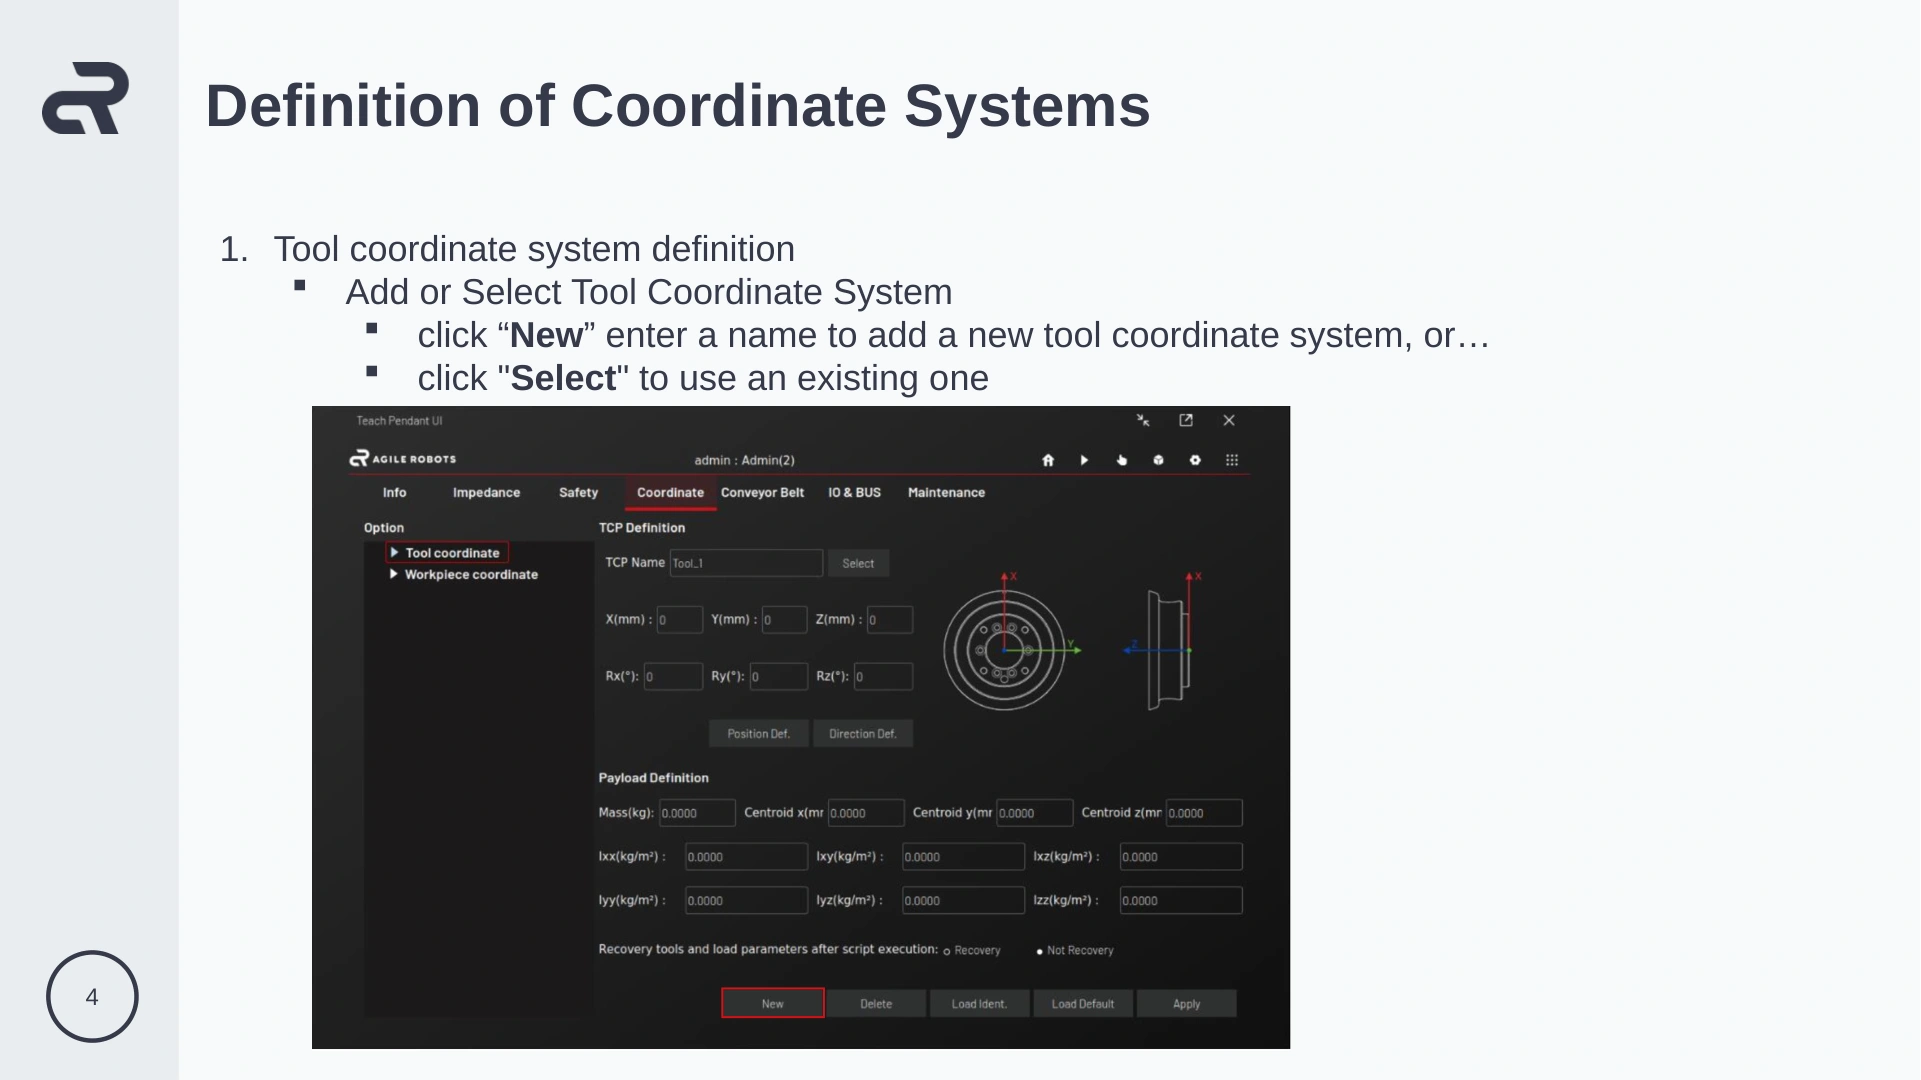 Definition of Coordinate Systems
1. Tool coordinate system definition
▪ Add or Select Tool Coordinate System
▪ click “New” enter a name to add a new tool coordinate system, or…
▪ click "Select" to use an existing one
Teach Pendant UI
AGILE ROBOTS
admin : Admin(2)
Info Impedance Safety Coordinate Conveyor Belt IO & BUS Maintenance
Option
TCP Definition
Tool coordinate
Workpiece coordinate
TCP Name Tool_1 Select
X(mm) : 0 Y(mm) : 0 Z(mm) : 0
Rx(°): 0 Ry(°): 0 Rz(°): 0
Position Def. Direction Def.
X
Y
X
Z
Payload Definition
Mass(kg): 0.0000 Centroid x(mr 0.0000 Centroid y(mr 0.0000 Centroid z(mr 0.0000
Ixx(kg/m²) : 0.0000 Ixy(kg/m²) : 0.0000 Ixz(kg/m²) : 0.0000
Iyy(kg/m²) : 0.0000 Iyz(kg/m²) : 0.0000 Izz(kg/m²) : 0.0000
Recovery tools and load parameters after script execution: Recovery Not Recovery
New Delete Load Ident. Load Default Apply
4